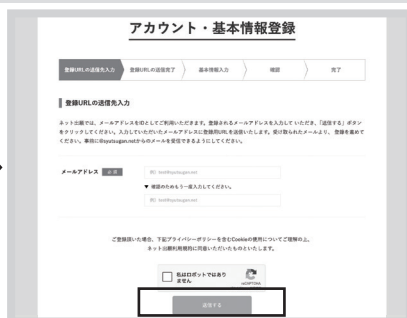 アカウント・基本情報登録
登録URLの送信先入力
登録URLの送信完了
基本情報入力
確認
完了
登録URLの送信先入力
ネット出願では、メールアドレスをIDとしてご利用いただきます。登録されるメールアドレスを入力していただき、「送信する」ボタン
をクリックしてください。入力していただいたメールアドレスに登録用URLを送信いたします。受け取られたメールより、登録を進めて
ください。事前に@syutsugan.netからのメールを受信できるようにしてください。
メールアドレス 必須
例）test@syutsugan.net
▼ 確認のためもう一度入力してください。
例）test@syutsugan.net
ご登録頂いた場合、下記プライバシーポリシーを含むCookieの使用についてご理解の上、
ネット出願利用規約に同意いただいたものといたします。
私はロボットではあり
ません
reCAPTCHA
送信する